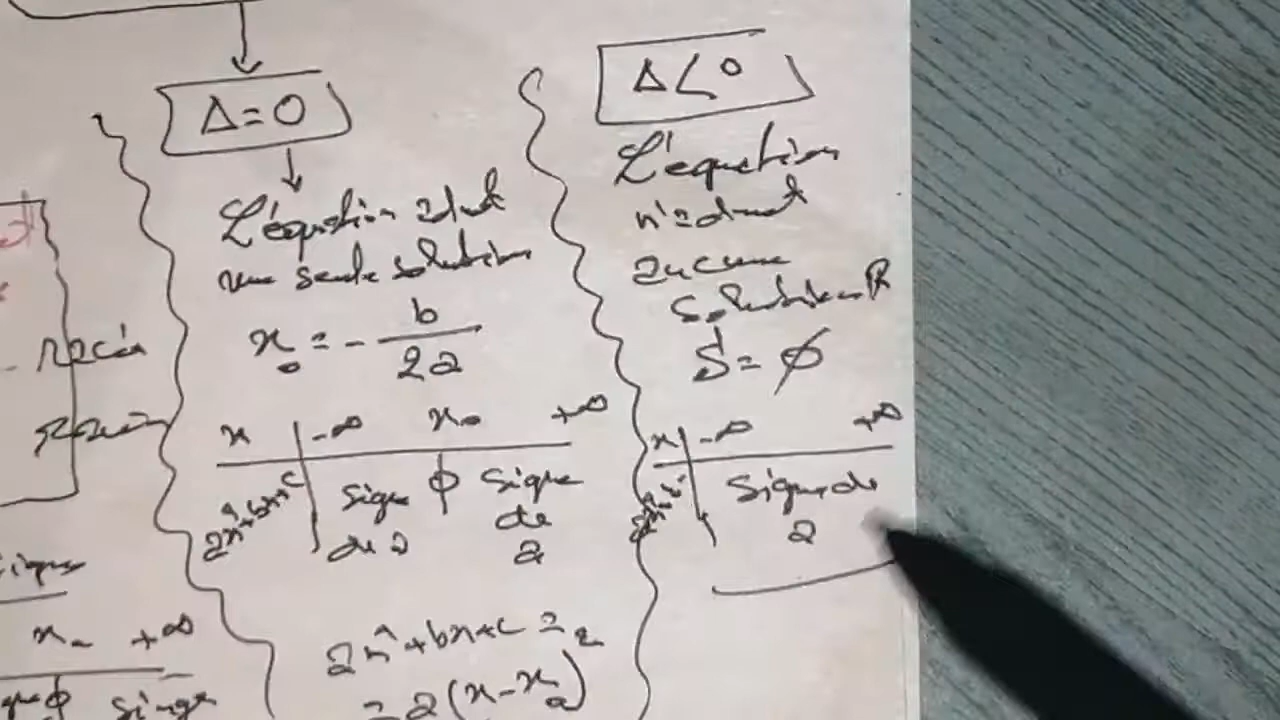 Δ = 0
L'équation admet
une seule solution
x₀ = - b / 2a
x -∞ x₀ +∞
ax²+bx+c Signe de a 0 Signe de a
ax²+bx+c =
= a(x-x₀)²
Δ < 0
L'equation
n'admet
aucune
solution R
S = ∅
x -∞ +∞
Signe de
a
+∞